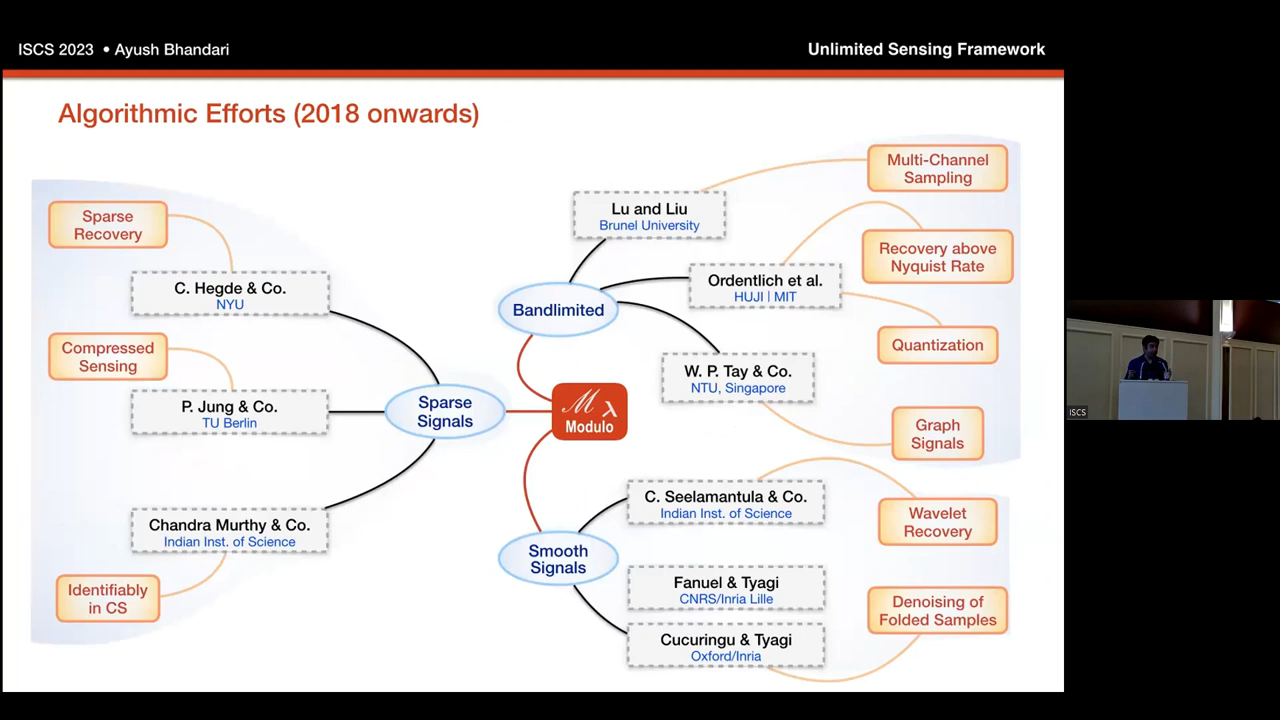 ISCS 2023 • Ayush Bhandari
Unlimited Sensing Framework
Algorithmic Efforts (2018 onwards)
Sparse
Recovery
C. Hegde & Co.
NYU
Compressed
Sensing
P. Jung & Co.
TU Berlin
Chandra Murthy & Co.
Indian Inst. of Science
Identifiably
in CS
Sparse
Signals
ℳ λ
Modulo
Bandlimited
Lu and Liu
Brunel University
Ordentlich et al.
HUJI | MIT
W. P. Tay & Co.
NTU, Singapore
Multi-Channel
Sampling
Recovery above
Nyquist Rate
Quantization
Graph
Signals
Smooth
Signals
C. Seelamantula & Co.
Indian Inst. of Science
Fanuel & Tyagi
CNRS/Inria Lille
Cucuringu & Tyagi
Oxford/Inria
Wavelet
Recovery
Denoising of
Folded Samples
ISCS